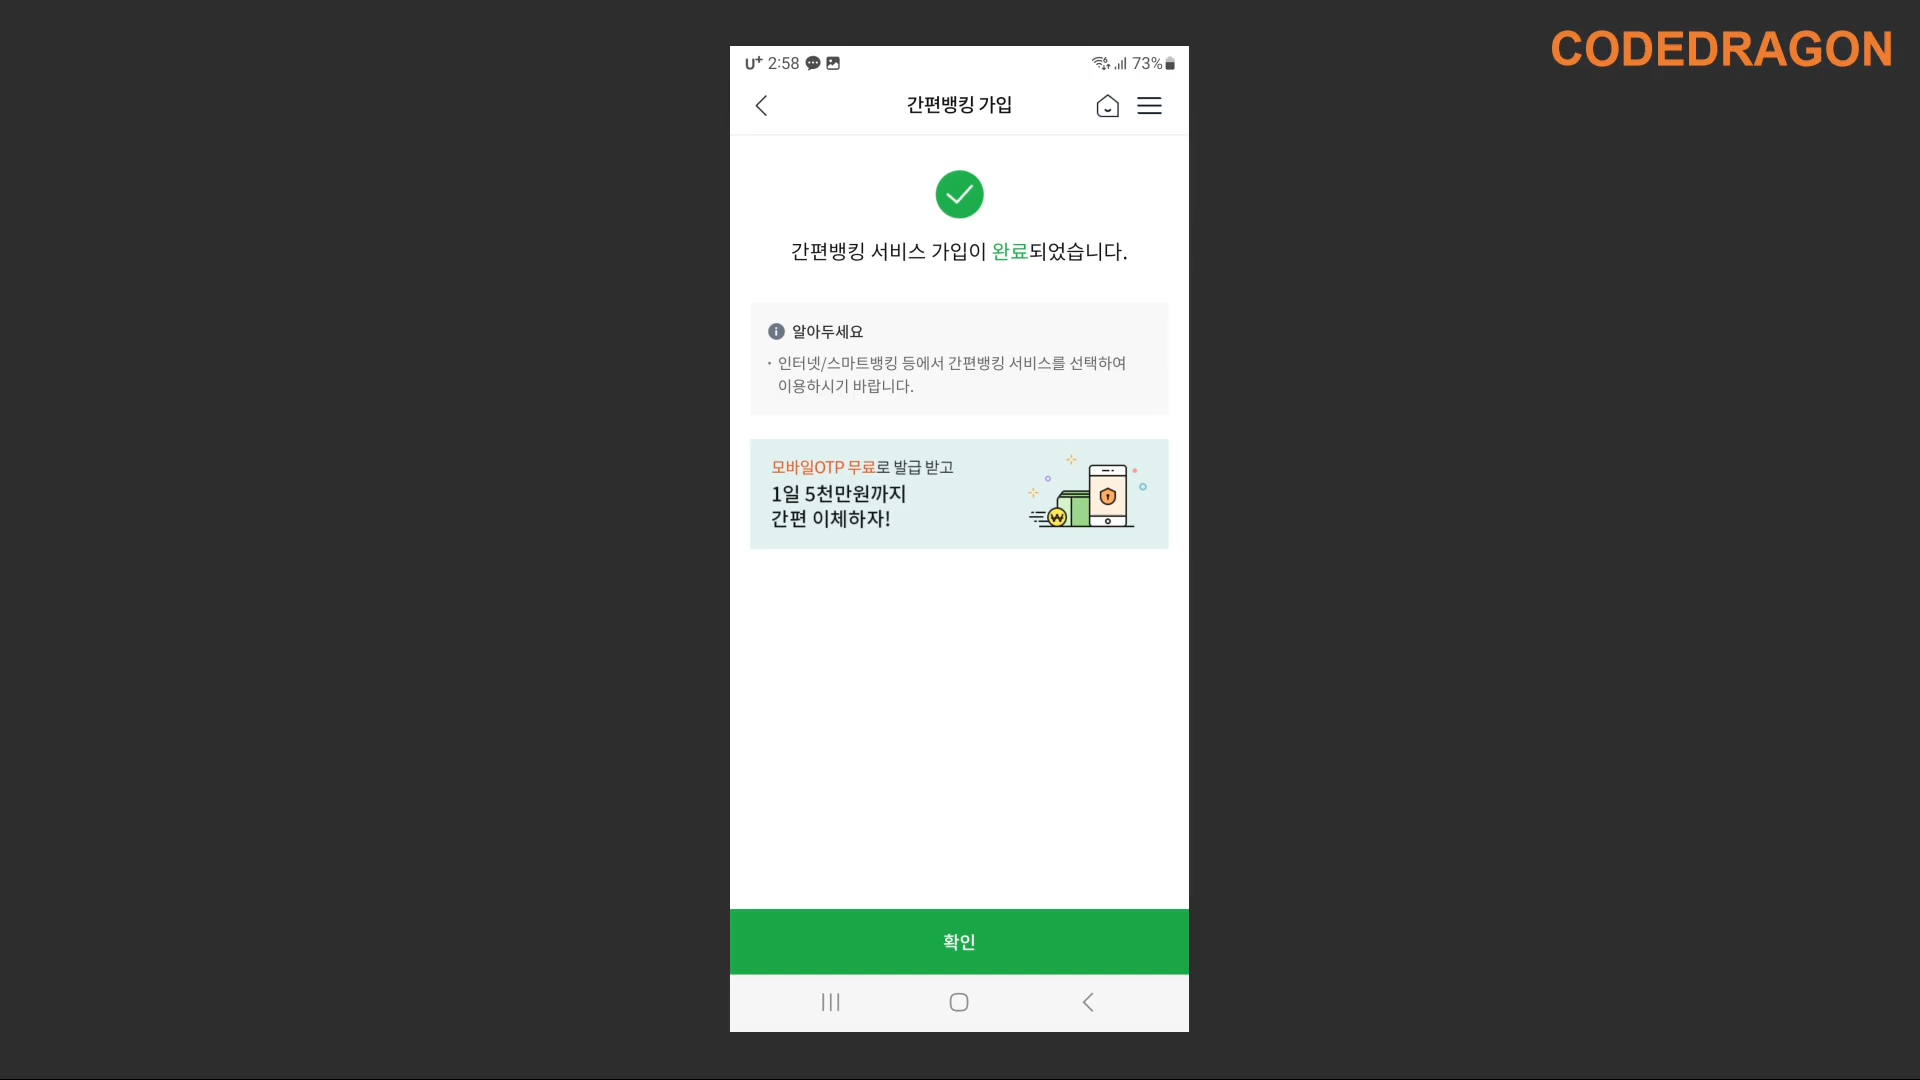 CODEDRAGON
U+ 2:58 73%
간편뱅킹 가입
간편뱅킹 서비스 가입이 완료되었습니다.
알아두세요
· 인터넷/스마트뱅킹 등에서 간편뱅킹 서비스를 선택하여
이용하시기 바랍니다.
모바일OTP 무료로 발급 받고
1일 5천만원까지
간편 이체하자!
확인